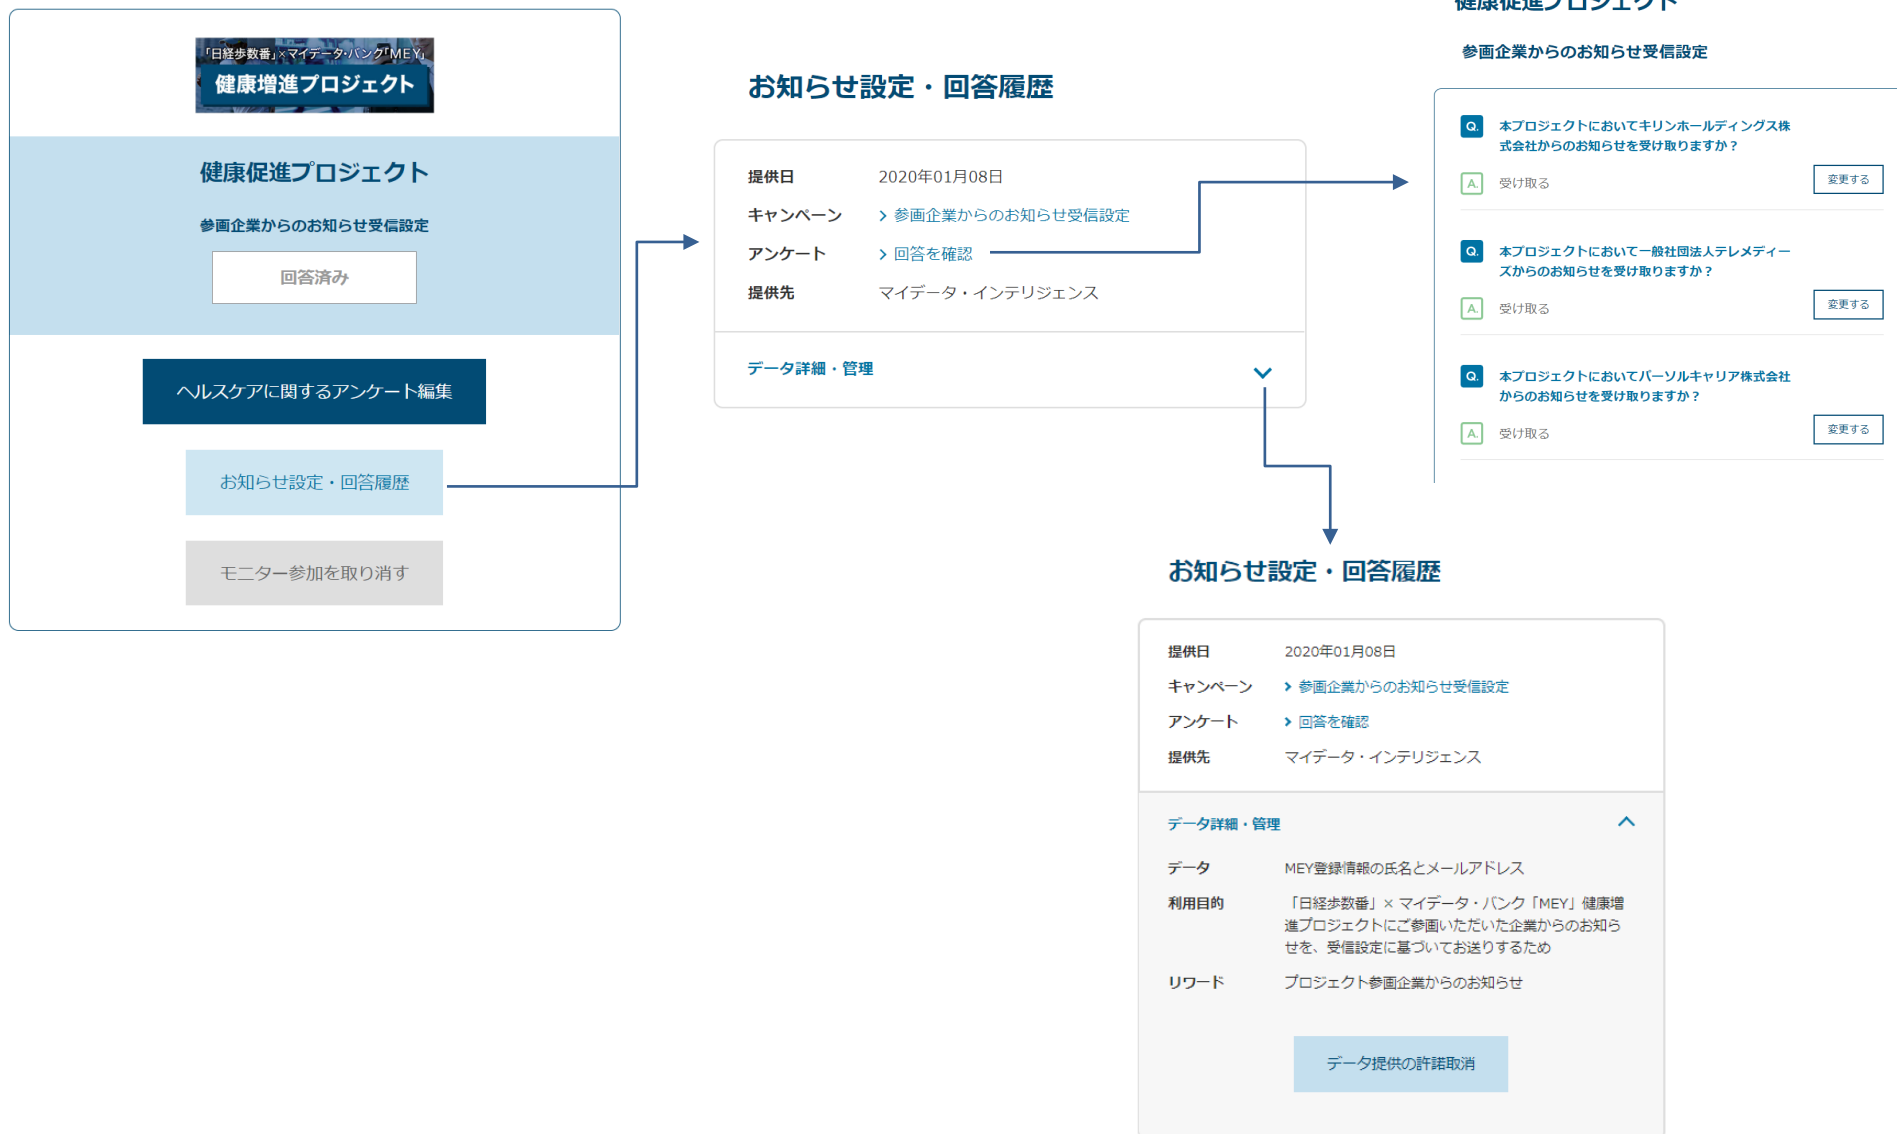 「日経歩数番」×マイデータ・バンク「MEY」
健康増進プロジェクト
健康促進プロジェクト
参画企業からのお知らせ受信設定
回答済み
ヘルスケアに関するアンケート編集
お知らせ設定・回答履歴
モニター参加を取り消す
お知らせ設定・回答履歴
提供日 2020年01月08日
キャンペーン > 参画企業からのお知らせ受信設定
アンケート > 回答を確認
提供先 マイデータ・インテリジェンス
データ詳細・管理
健康促進プロジェクト
参画企業からのお知らせ受信設定
Q. 本プロジェクトにおいてキリンホールディングス株
式会社からのお知らせを受け取りますか？
A. 受け取る 変更する
Q. 本プロジェクトにおいて一般社団法人テレメディー
ズからのお知らせを受け取りますか？
A. 受け取る 変更する
Q. 本プロジェクトにおいてパーソルキャリア株式会社
からのお知らせを受け取りますか？
A. 受け取る 変更する
お知らせ設定・回答履歴
提供日 2020年01月08日
キャンペーン > 参画企業からのお知らせ受信設定
アンケート > 回答を確認
提供先 マイデータ・インテリジェンス
データ詳細・管理
データ MEY登録情報の氏名とメールアドレス
利用目的 「日経歩数番」× マイデータ・バンク「MEY」健康増
進プロジェクトにご参画いただいた企業からのお知ら
せを、受信設定に基づいてお送りするため
リワード プロジェクト参画企業からのお知らせ
データ提供の許諾取消